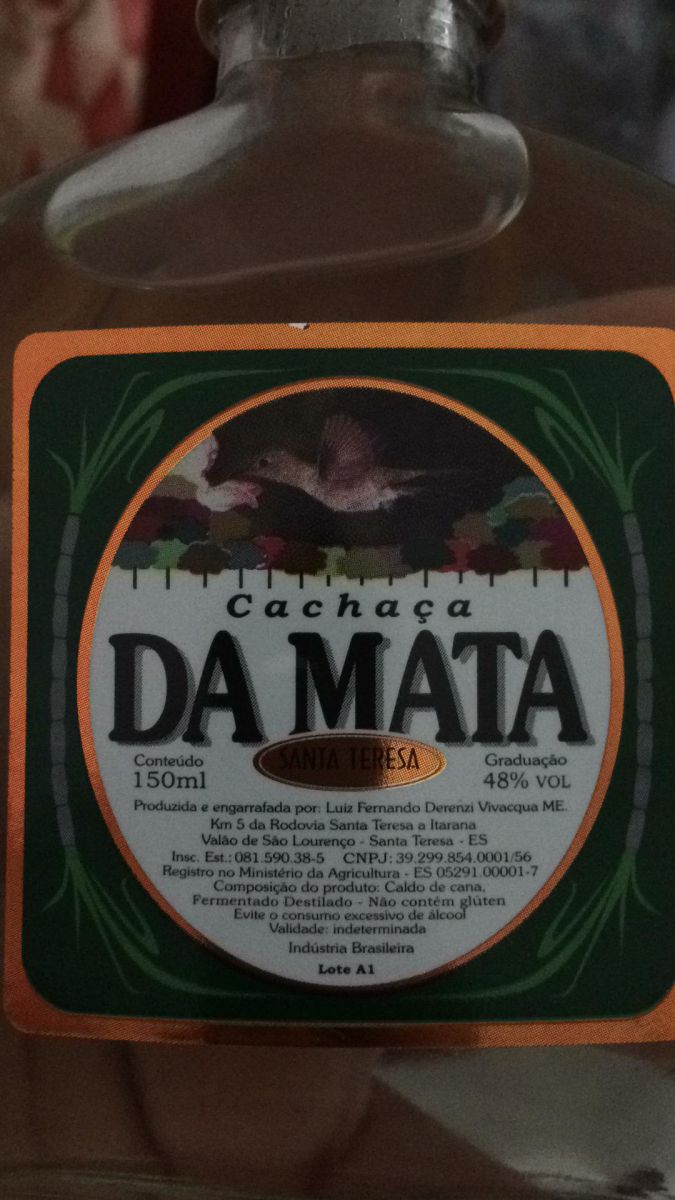 Cachaça
DA MATA
SANTA TERESA
Conteúdo
150ml
Graduação
48% VOL
Produzida e engarrafada por: Luiz Fernando Derenzi Vivacqua ME.
Km 5 da Rodovia Santa Teresa a Itarana
Valão de São Lourenço - Santa Teresa - ES
Insc. Est.: 081.590.38-5 CNPJ: 39.299.854.0001/56
Registro no Ministério da Agricultura - ES 05291.00001-7
Composição do produto: Caldo de cana,
Fermentado Destilado - Não contém glúten
Evite o consumo excessivo de álcool
Validade: indeterminada
Indústria Brasileira
Lote A1